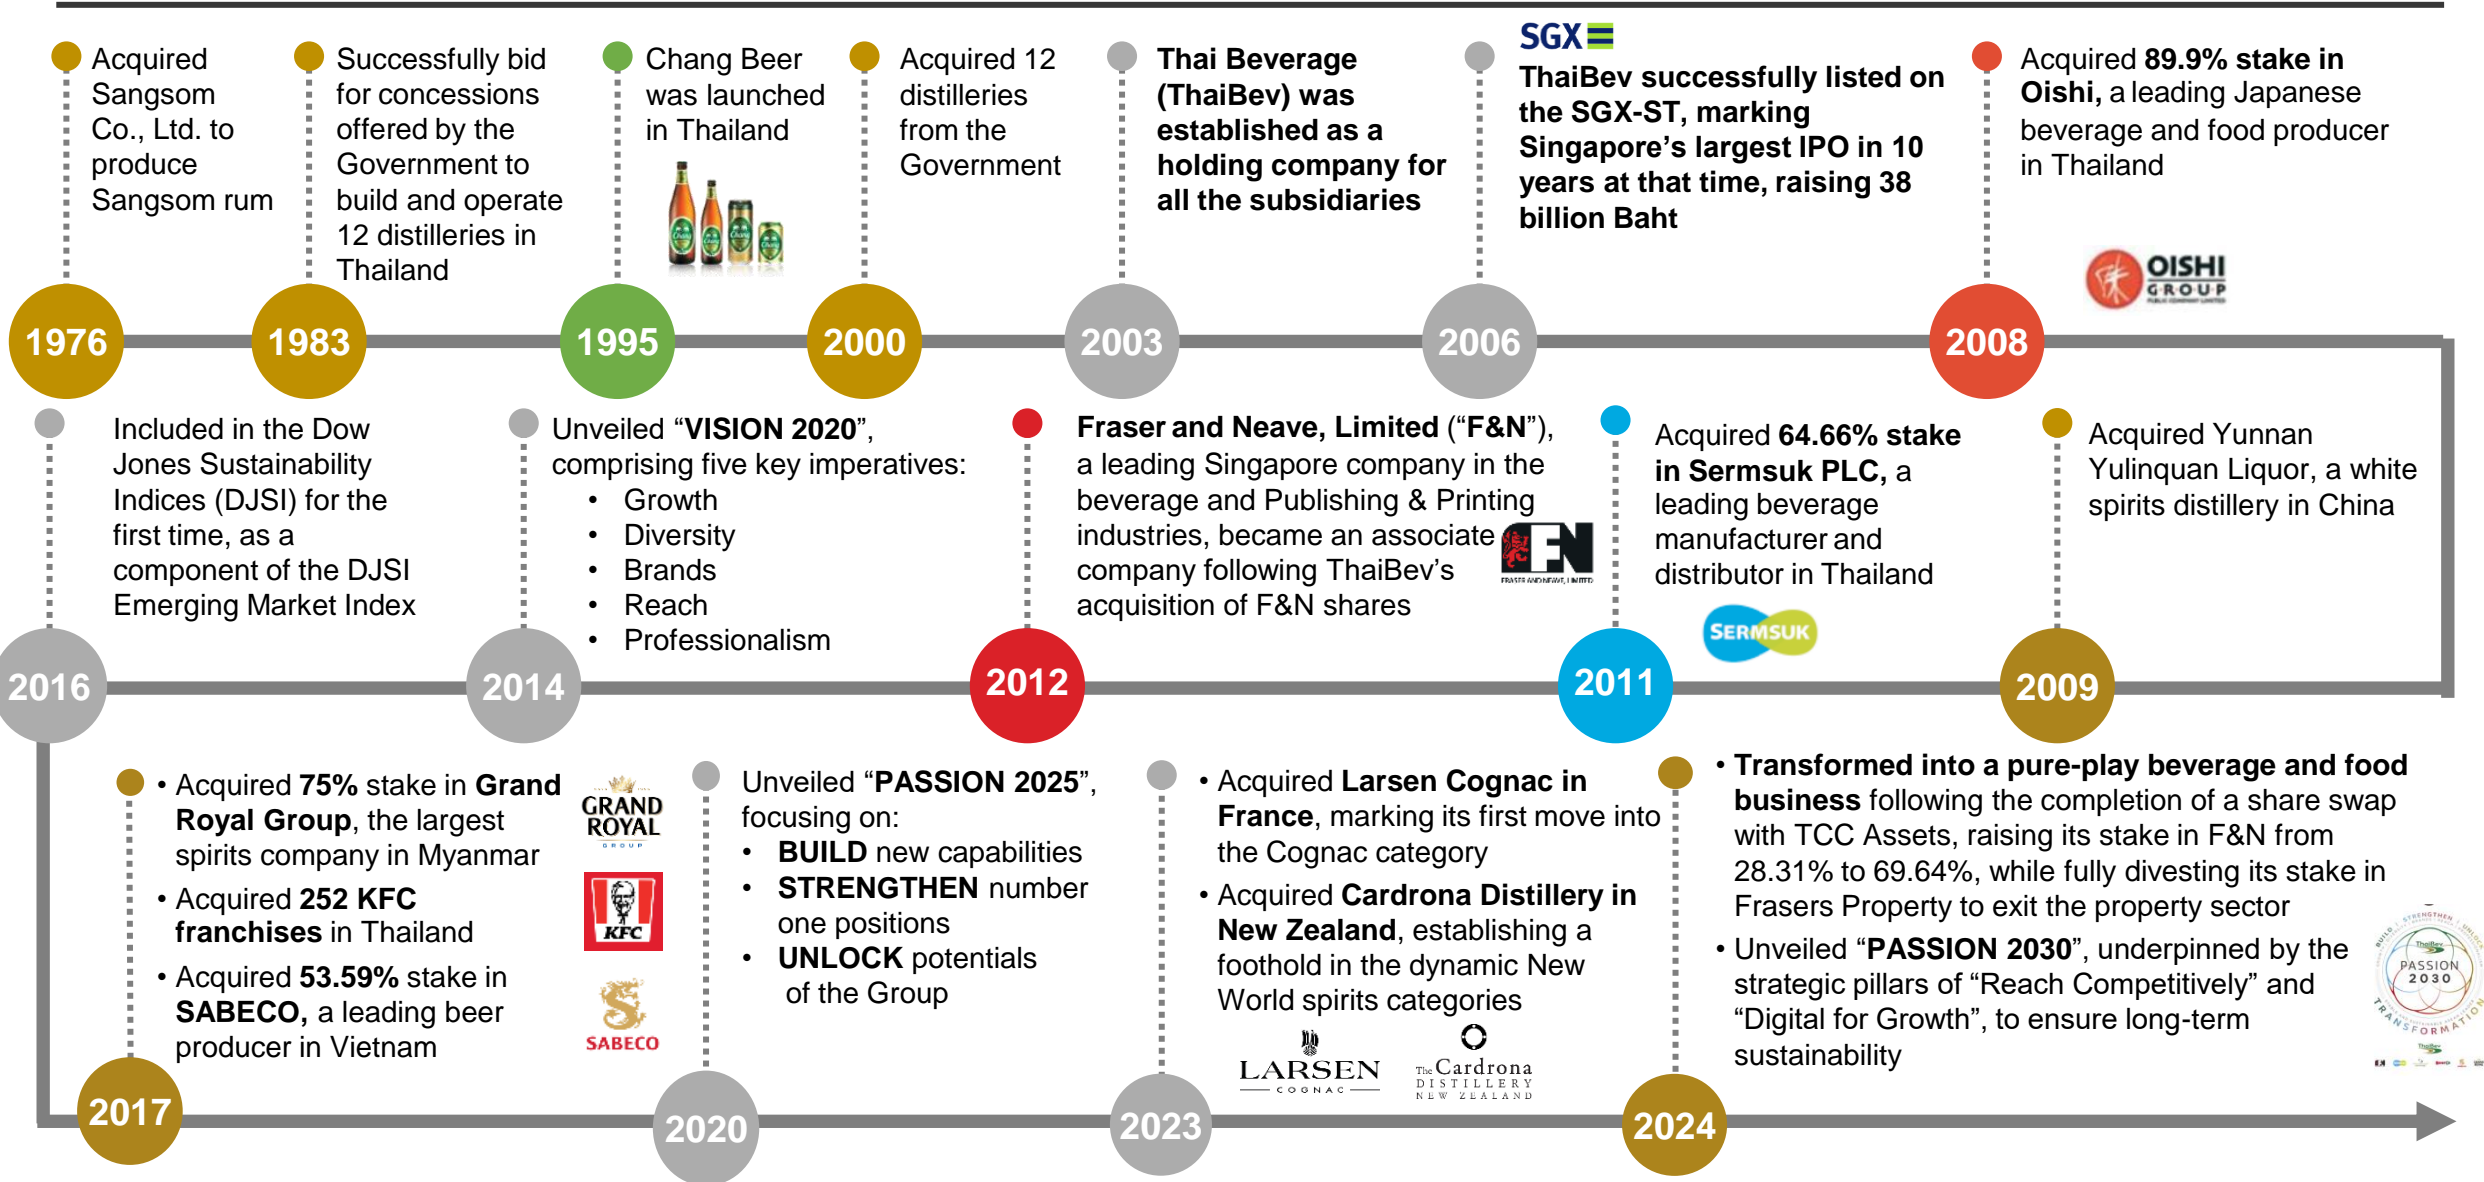 Acquired
Sangsom
Co., Ltd. to
produce
Sangsom rum
1976
Successfully bid
for concessions
offered by the
Government to
build and operate
12 distilleries in
Thailand
1983
Chang Beer
was launched
in Thailand
1995
Acquired 12
distilleries
from the
Government
2000
Thai Beverage
(ThaiBev) was
established as a
holding company for
all the subsidiaries
2003
SGX
ThaiBev successfully listed on
the SGX-ST, marking
Singapore’s largest IPO in 10
years at that time, raising 38
billion Baht
2006
Acquired 89.9% stake in
Oishi, a leading Japanese
beverage and food producer
in Thailand
OISHI
GROUP
PUBLIC COMPANY LIMITED
2008
Acquired Yunnan
Yulinquan Liquor, a white
spirits distillery in China
2009
Acquired 64.66% stake
in Sermsuk PLC, a
leading beverage
manufacturer and
distributor in Thailand
SERMSUK
2011
Fraser and Neave, Limited (“F&N”),
a leading Singapore company in the
beverage and Publishing & Printing
industries, became an associate
company following ThaiBev’s
acquisition of F&N shares
FN
FRASER AND NEAVE, LIMITED
2012
Unveiled “VISION 2020”,
comprising five key imperatives:
• Growth
• Diversity
• Brands
• Reach
• Professionalism
2014
Included in the Dow
Jones Sustainability
Indices (DJSI) for the
first time, as a
component of the DJSI
Emerging Market Index
2016
• Acquired 75% stake in Grand
Royal Group, the largest
spirits company in Myanmar
• Acquired 252 KFC
franchises in Thailand
• Acquired 53.59% stake in
SABECO, a leading beer
producer in Vietnam
GRAND
ROYAL
GROUP
KFC
SABECO
2017
Unveiled “PASSION 2025”,
focusing on:
• BUILD new capabilities
• STRENGTHEN number
one positions
• UNLOCK potentials
of the Group
2020
• Acquired Larsen Cognac in
France, marking its first move into
the Cognac category
• Acquired Cardrona Distillery in
New Zealand, establishing a
foothold in the dynamic New
World spirits categories
LARSEN
COGNAC
The Cardrona
DISTILLERY
NEW ZEALAND
2023
• Transformed into a pure-play beverage and food
business following the completion of a share swap
with TCC Assets, raising its stake in F&N from
28.31% to 69.64%, while fully divesting its stake in
Frasers Property to exit the property sector
• Unveiled “PASSION 2030”, underpinned by the
strategic pillars of “Reach Competitively” and
“Digital for Growth”, to ensure long-term
sustainability
BUILD STRENGTHEN UNLOCK
ThaiBev
PASSION
2030
TRANSFORMATION
ThaiBev
2024